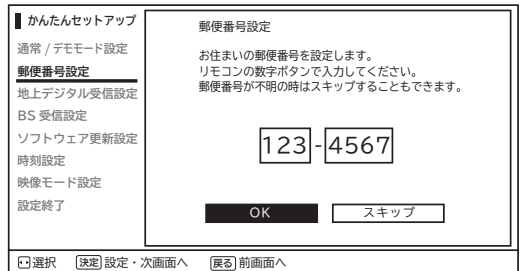 かんたんセットアップ
通常 / デモモード設定
郵便番号設定
地上デジタル受信設定
BS 受信設定
ソフトウェア更新設定
時刻設定
映像モード設定
設定終了
郵便番号設定
お住まいの郵便番号を設定します。
リモコンの数字ボタンで入力してください。
郵便番号が不明の時はスキップすることもできます。
123-4567
OK スキップ
選択 決定 設定・次画面へ 戻る 前画面へ